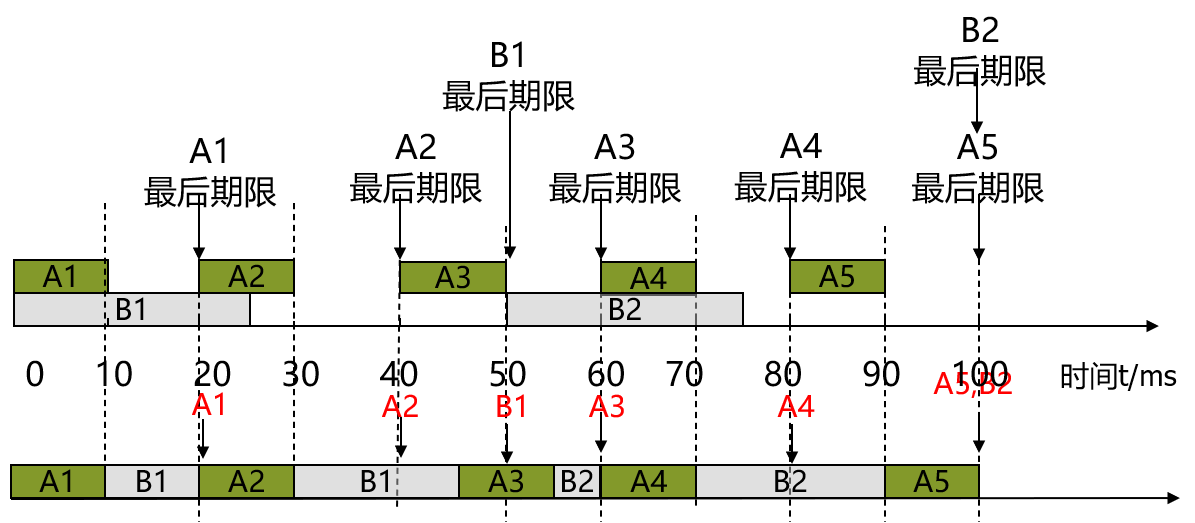 B2
最后期限
B1
最后期限
A1
最后期限
A2
最后期限
A3
最后期限
A4
最后期限
A5
最后期限
A1 A2 A3 A4 A5
B1 B2
0 10 20 30 40 50 60 70 80 90 100 时间t/ms
A1 A2 B1 A3 A4 A5,B2
A1 B1 A2 B1 A3 B2 A4 B2 A5